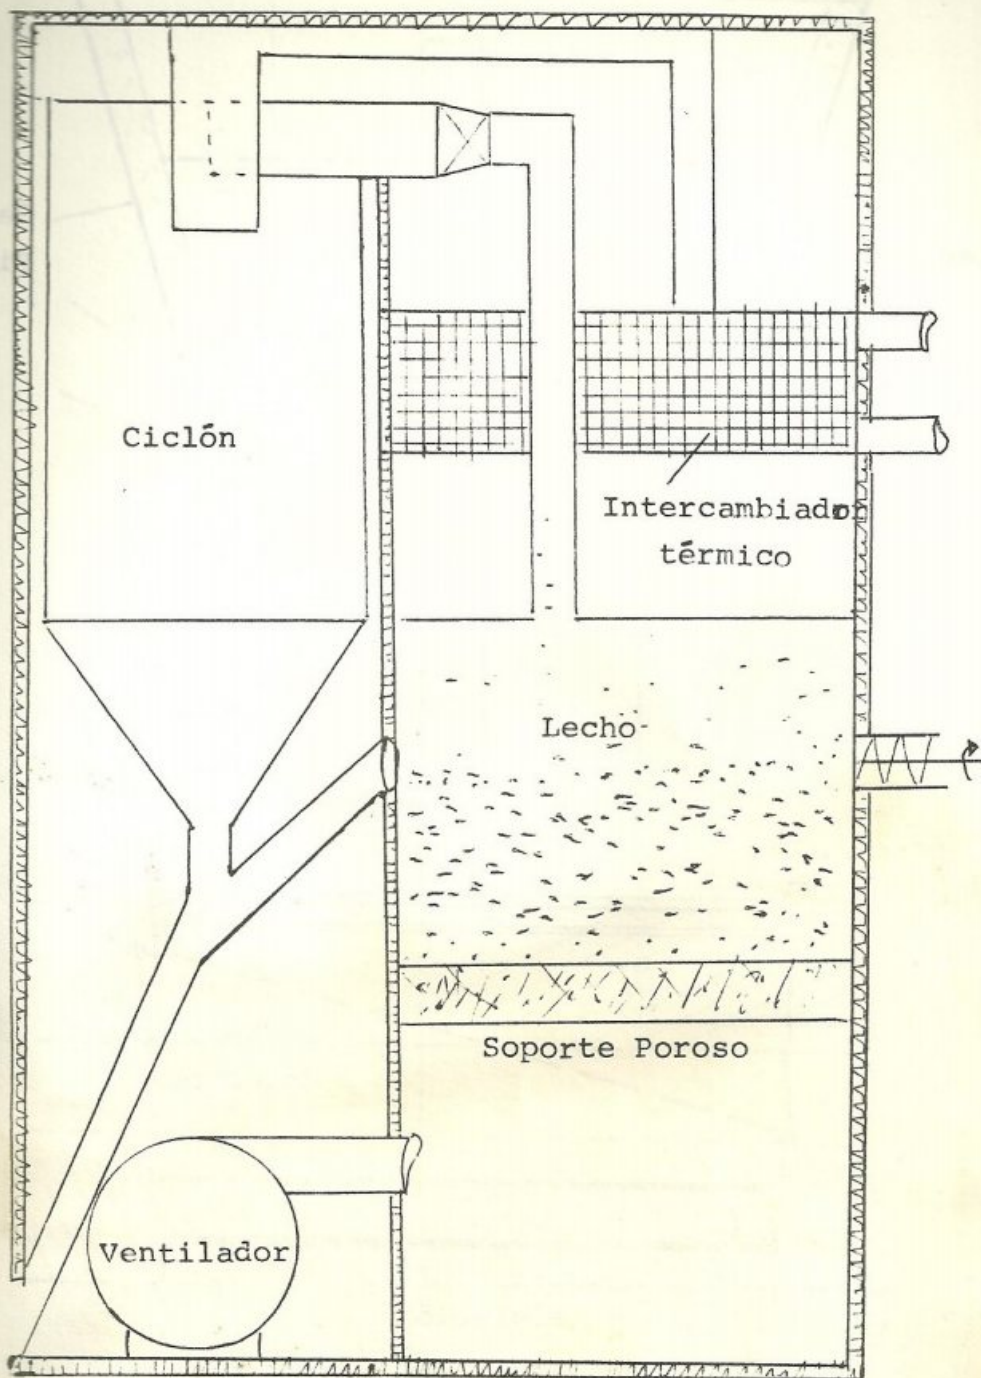 Ciclón
Intercambiador
térmico
Lecho
Soporte Poroso
Ventilador